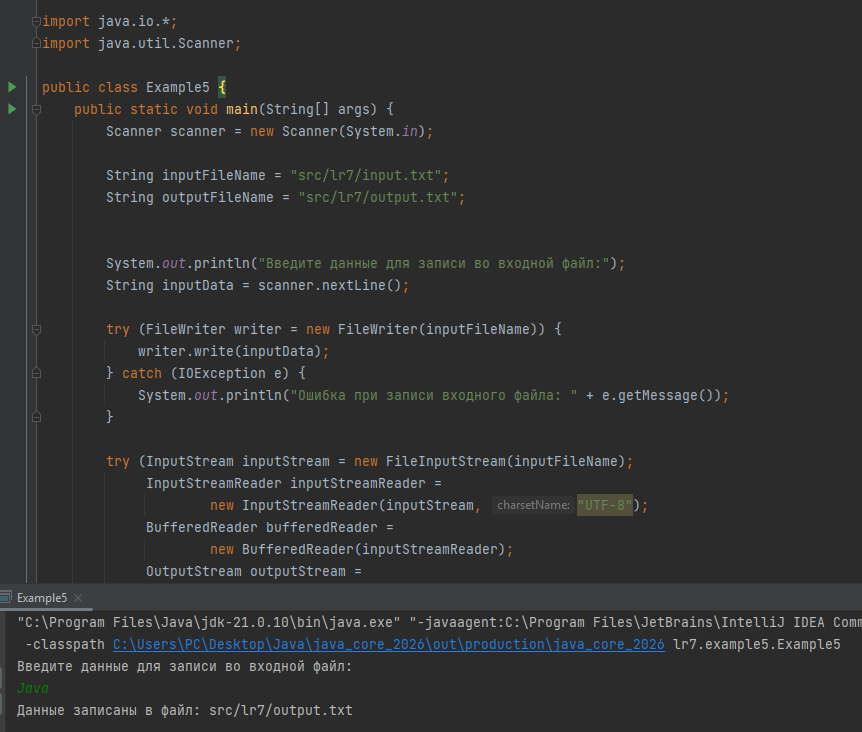 import java.io.*;
import java.util.Scanner;
public class Example5 {
public static void main(String[] args) {
Scanner scanner = new Scanner(System.in);
String inputFileName = "src/lr7/input.txt";
String outputFileName = "src/lr7/output.txt";
System.out.println("Введите данные для записи во входной файл:");
String inputData = scanner.nextLine();
try (FileWriter writer = new FileWriter(inputFileName)) {
writer.write(inputData);
} catch (IOException e) {
System.out.println("Ошибка при записи входного файла: " + e.getMessage());
}
try (InputStream inputStream = new FileInputStream(inputFileName);
InputStreamReader inputStreamReader =
new InputStreamReader(inputStream, charsetName: "UTF-8");
BufferedReader bufferedReader =
new BufferedReader(inputStreamReader);
OutputStream outputStream =
Example5
"C:\Program Files\Java\jdk-21.0.10\bin\java.exe" "-javaagent:C:\Program Files\JetBrains\IntelliJ IDEA Com
-classpath C:\Users\PC\Desktop\Java\java_core_2026\out\production\java_core_2026 lr7.example5.Example5
Введите данные для записи во входной файл:
Java
Данные записаны в файл: src/lr7/output.txt